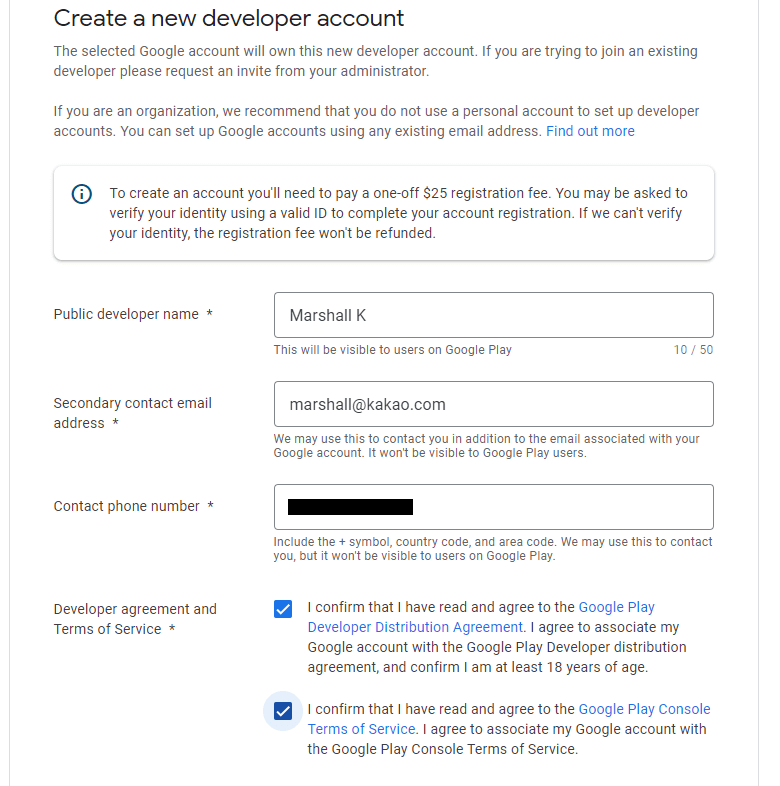 Create a new developer account
The selected Google account will own this new developer account. If you are trying to join an existing
developer please request an invite from your administrator.
If you are an organization, we recommend that you do not use a personal account to set up developer
accounts. You can set up Google accounts using any existing email address. Find out more
To create an account you'll need to pay a one-off $25 registration fee. You may be asked to
verify your identity using a valid ID to complete your account registration. If we can't verify
your identity, the registration fee won't be refunded.
Public developer name *
Marshall K
This will be visible to users on Google Play
10 / 50
Secondary contact email
address *
marshall@kakao.com
We may use this to contact you in addition to the email associated with your
Google account. It won't be visible to Google Play users.
Contact phone number *
Include the + symbol, country code, and area code. We may use this to contact
you, but it won't be visible to users on Google Play.
Developer agreement and
Terms of Service *
I confirm that I have read and agree to the Google Play
Developer Distribution Agreement. I agree to associate my
Google account with the Google Play Developer distribution
agreement, and confirm I am at least 18 years of age.
I confirm that I have read and agree to the Google Play Console
Terms of Service. I agree to associate my Google account with
the Google Play Console Terms of Service.